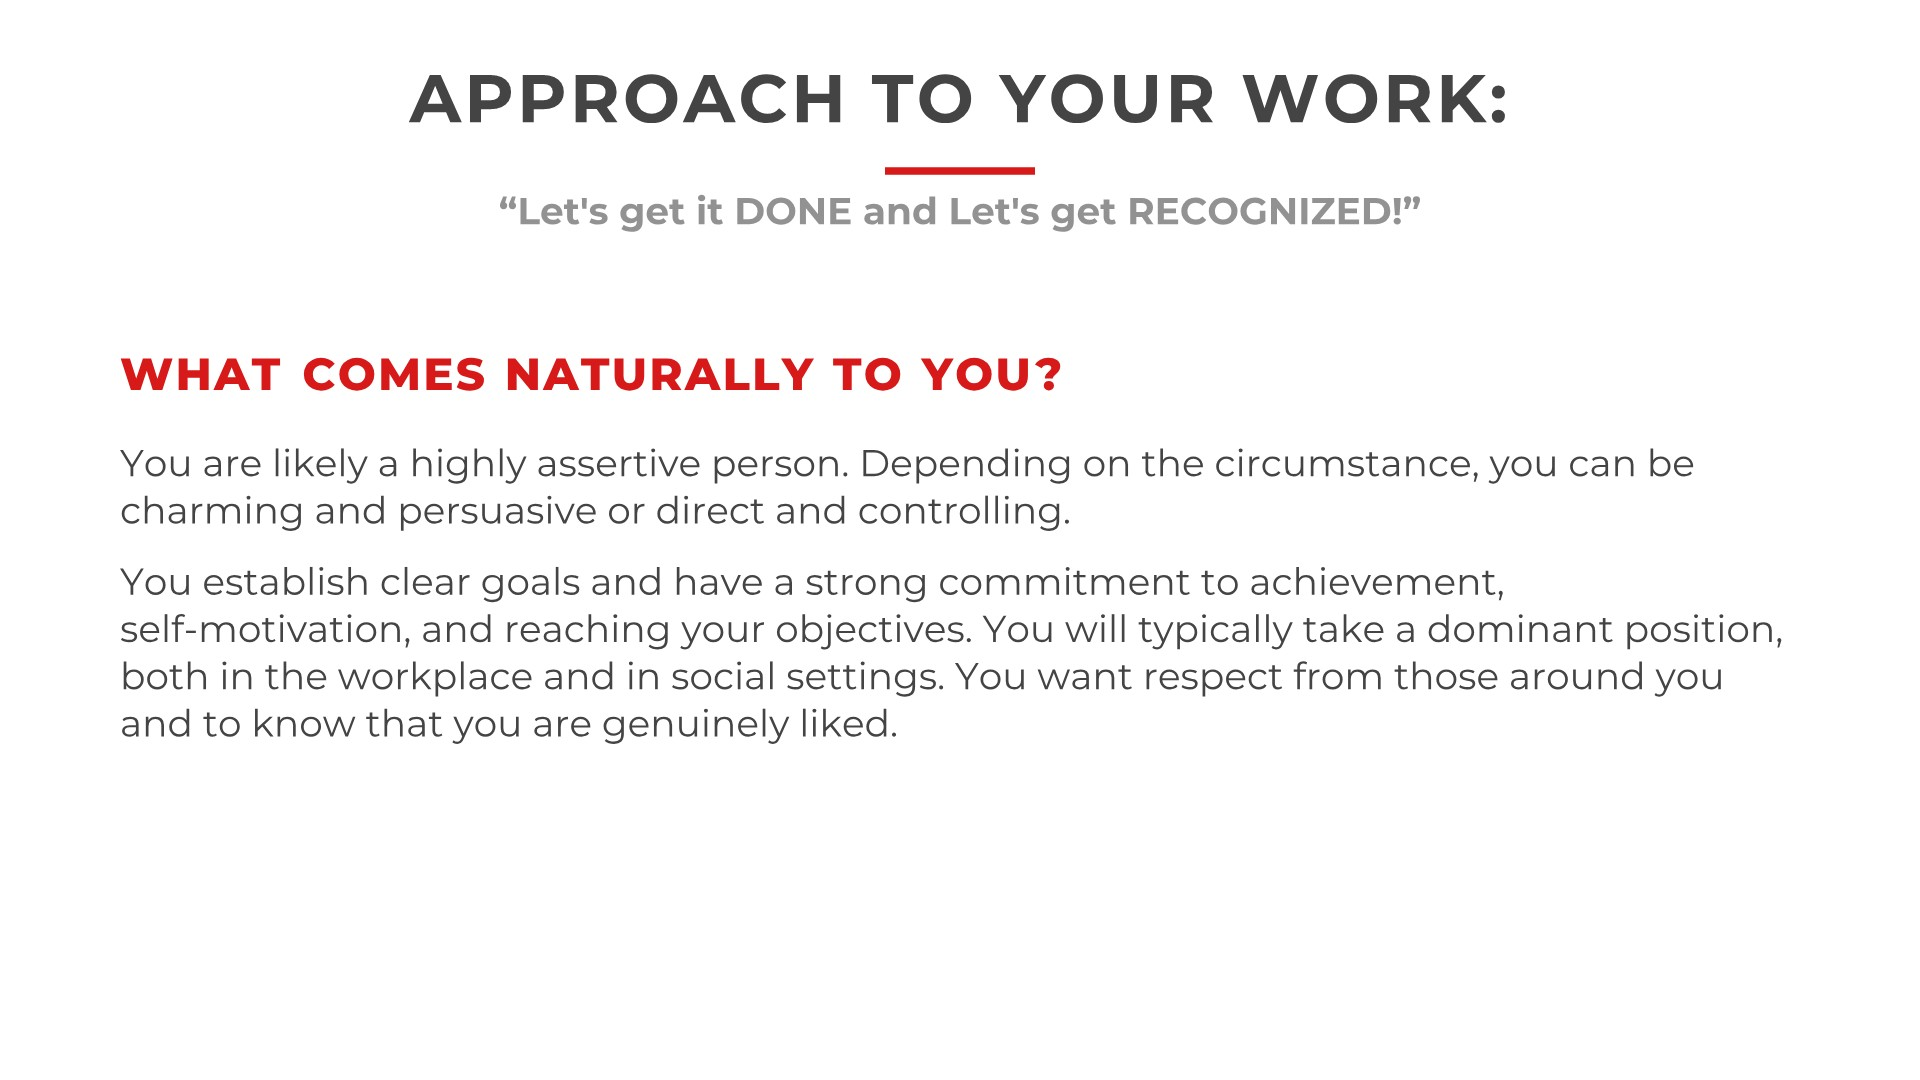 APPROACH TO YOUR WORK:
“Let's get it DONE and Let's get RECOGNIZED!”
WHAT COMES NATURALLY TO YOU?
You are likely a highly assertive person. Depending on the circumstance, you can be
charming and persuasive or direct and controlling.
You establish clear goals and have a strong commitment to achievement,
self-motivation, and reaching your objectives. You will typically take a dominant position,
both in the workplace and in social settings. You want respect from those around you
and to know that you are genuinely liked.